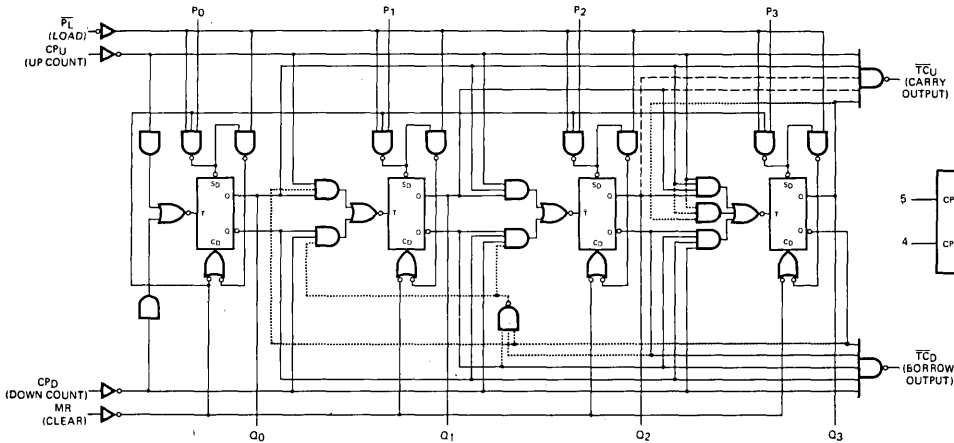 P0 P1 P2 P3
PL
(LOAD)
CPU
(UP COUNT)
TCU
(CARRY
OUTPUT)
SD Q SD Q SD Q SD Q
T T T T
CD Q CD Q CD Q CD Q
5 CP
4 CP
CPD
(DOWN COUNT)
MR
(CLEAR)
TCD
(BORROW
OUTPUT)
Q0 Q1 Q2 Q3